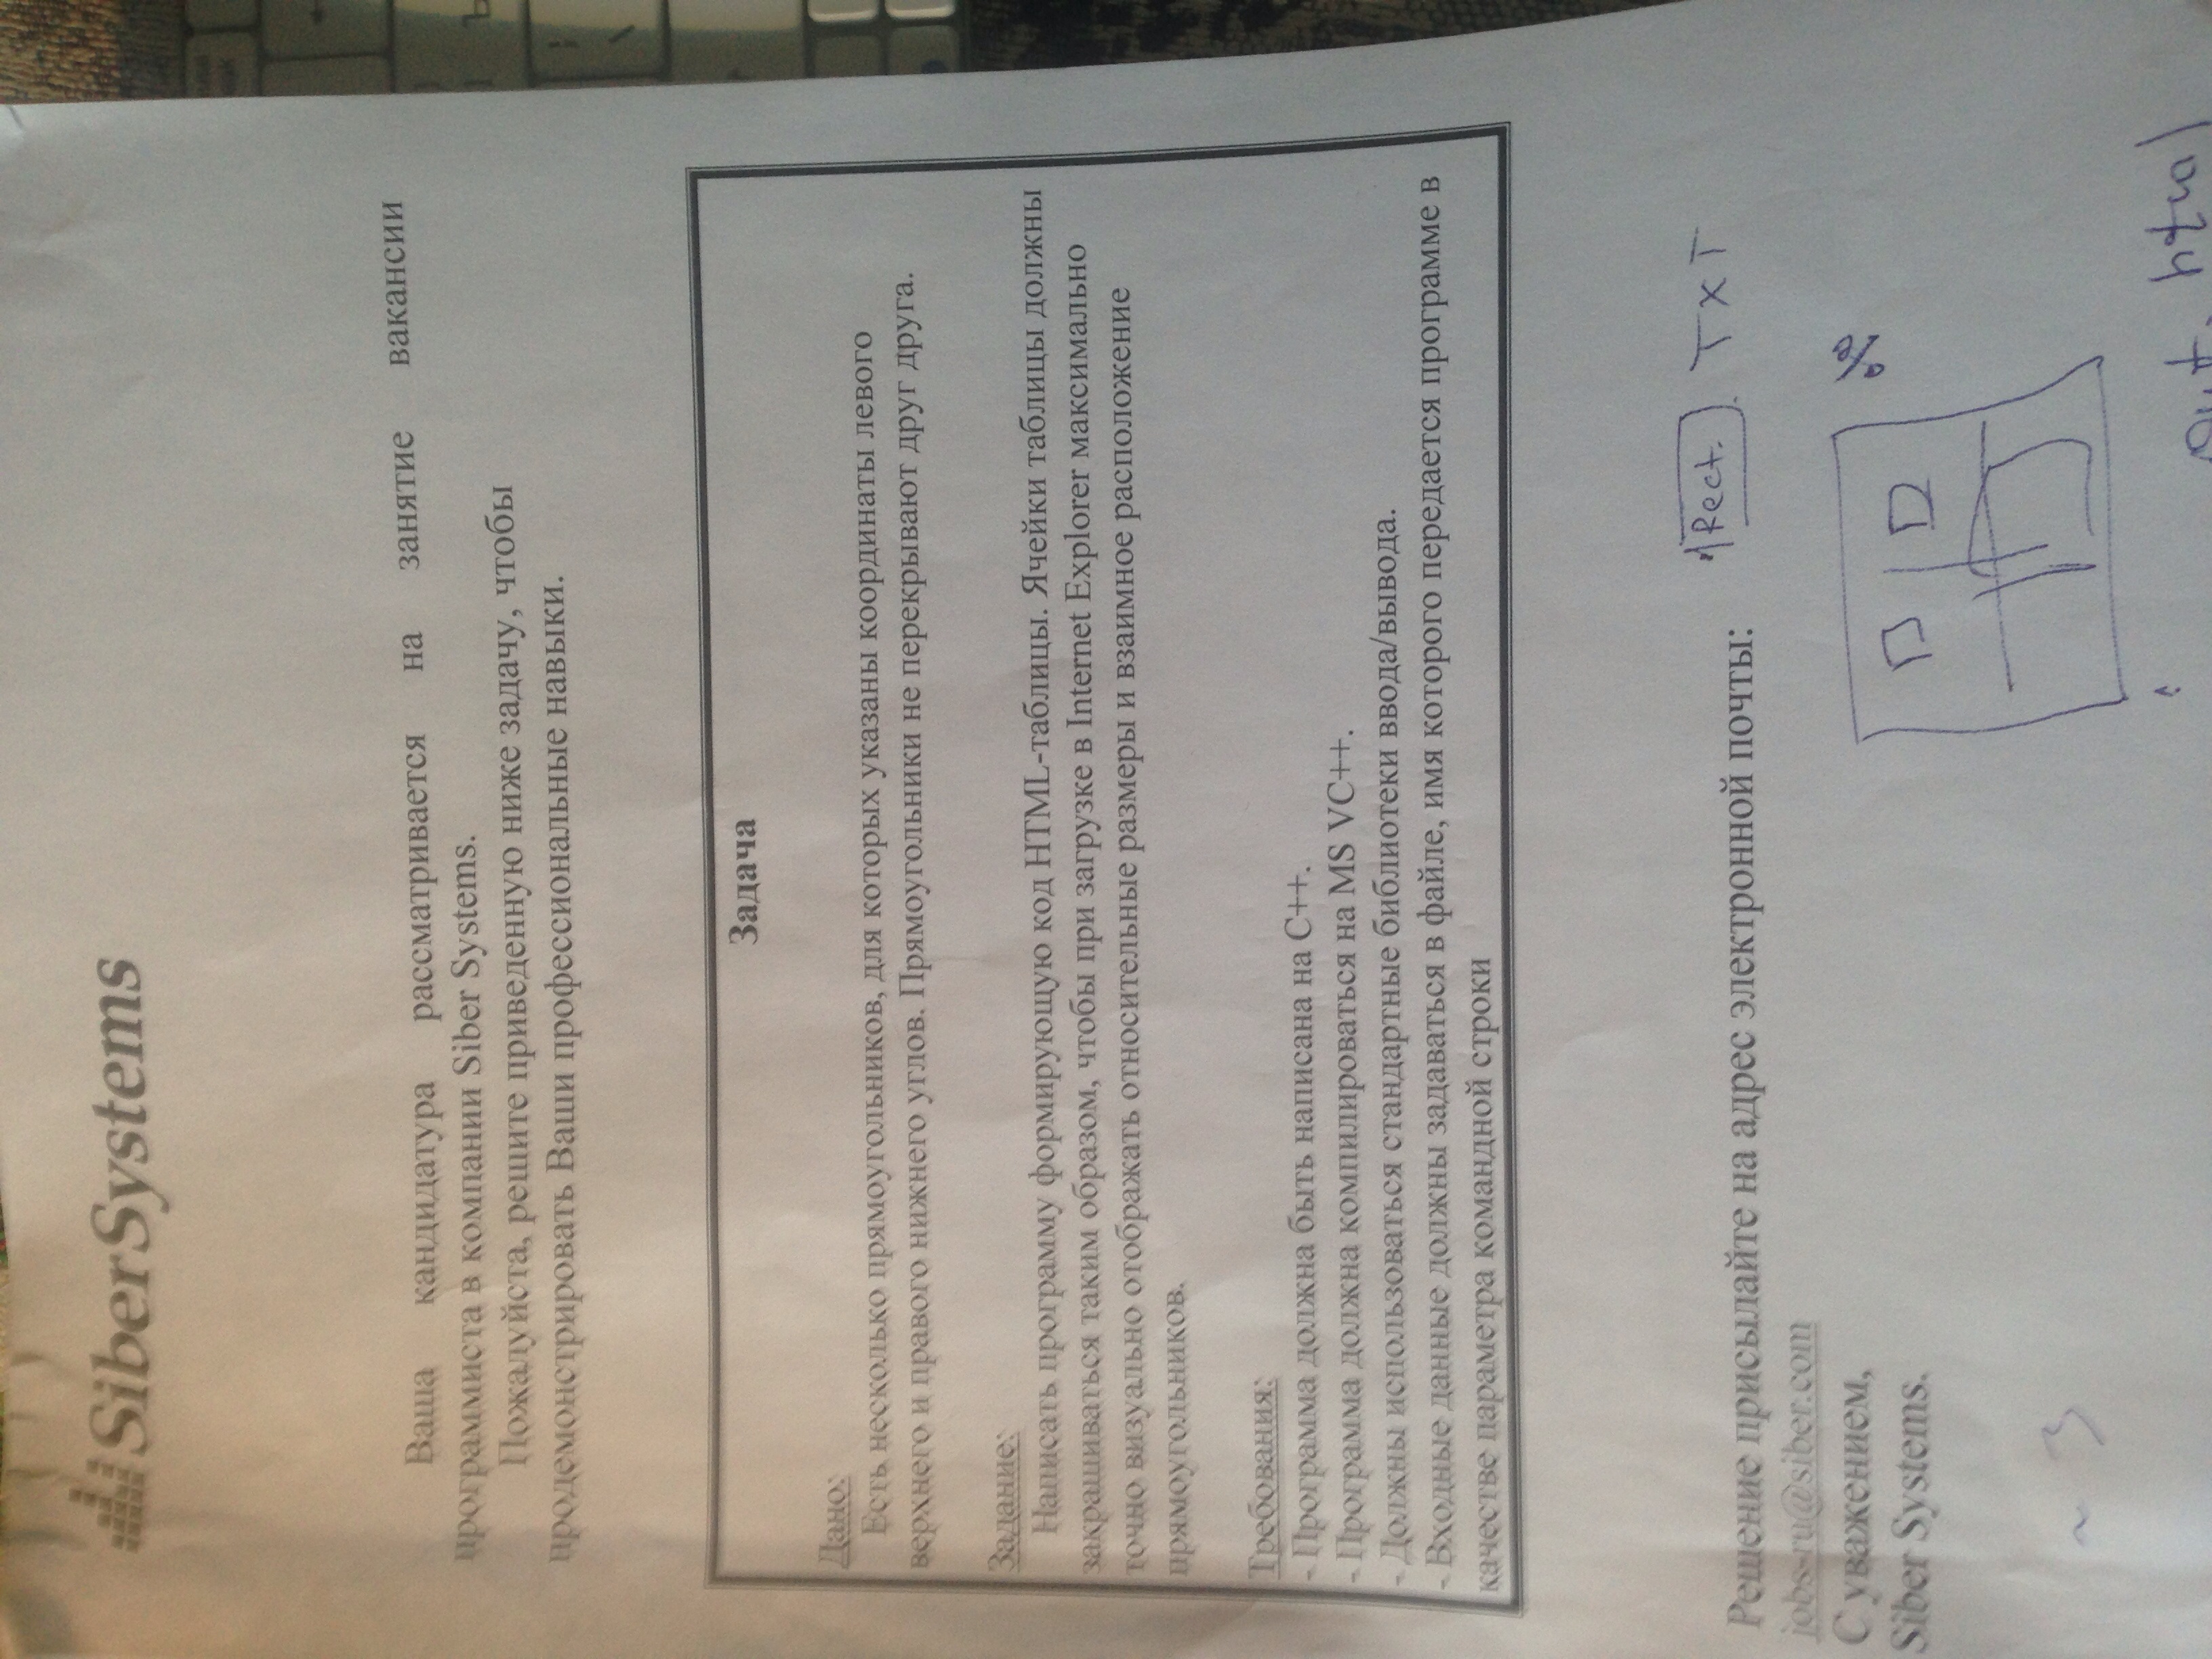 SiberSystems
Ваша кандидатура рассматривается на занятие вакансии
программиста в компании Siber Systems.
Пожалуйста, решите приведенную ниже задачу, чтобы
продемонстрировать Ваши профессиональные навыки.
Задача
Дано:
Есть несколько прямоугольников, для которых указаны координаты левого
верхнего и правого нижнего углов. Прямоугольники не перекрывают друг друга.
Задание:
Написать программу формирующую код HTML-таблицы. Ячейки таблицы должны
закрашиваться таким образом, чтобы при загрузке в Internet Explorer максимально
точно визуально отображать относительные размеры и взаимное расположение
прямоугольников.
Требования:
- Программа должна быть написана на C++.
- Программа должна компилироваться на MS VC++.
- Должны использоваться стандартные библиотеки ввода/вывода.
- Входные данные должны задаваться в файле, имя которого передается программе в
качестве параметра командной строки
Rect. TXT
Решение присылайте на адрес электронной почты:
jobs-ru@siber.com
С уважением,
Siber Systems.
%
~ 3
out. html